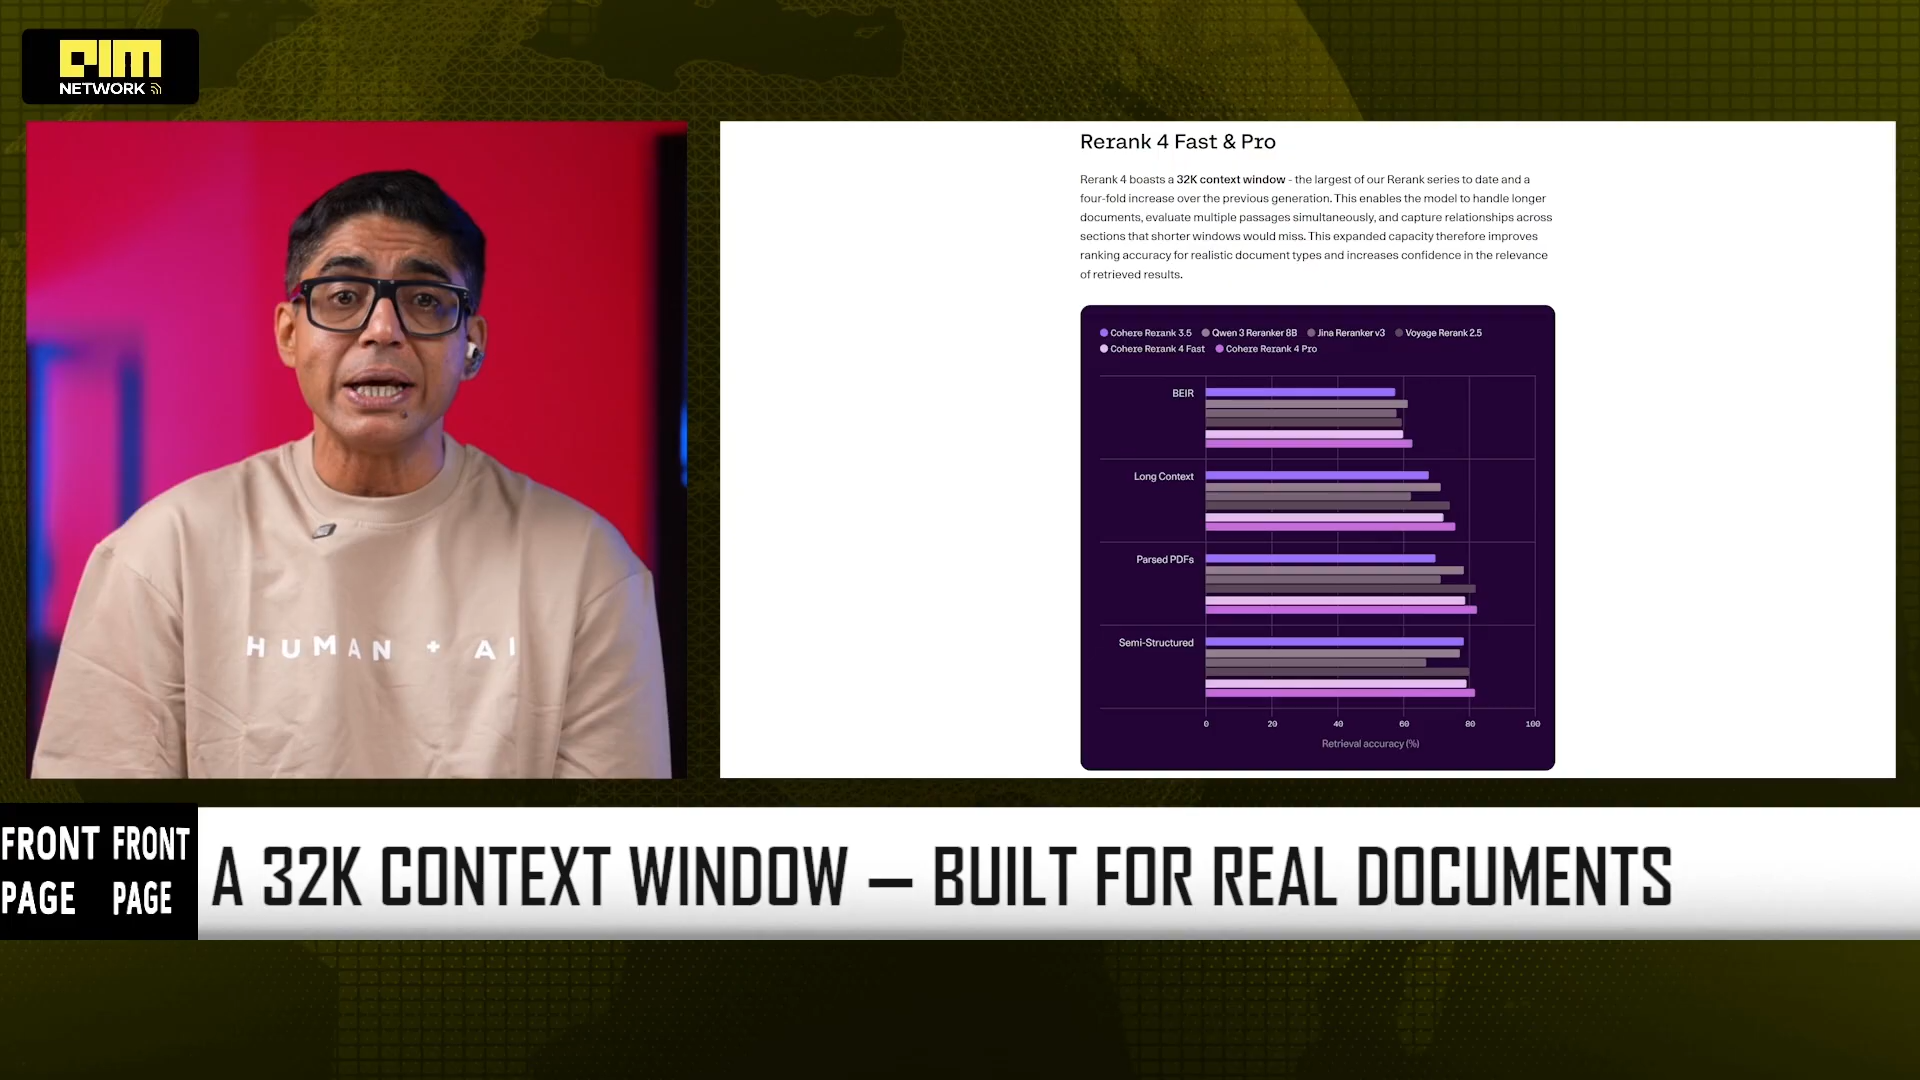 AIM
NETWORK
HUMAN + AI
Rerank 4 Fast & Pro
Rerank 4 boasts a 32K context window - the largest of our Rerank series to date and a
four-fold increase over the previous generation. This enables the model to handle longer
documents, evaluate multiple passages simultaneously, and capture relationships across
sections that shorter windows would miss. This expanded capacity therefore improves
ranking accuracy for realistic document types and increases confidence in the relevance
of retrieved results.
Cohere Rerank 3.5 Qwen 3 Reranker 8B Jina Reranker v3 Voyage Rerank 2.5
Cohere Rerank 4 Fast Cohere Rerank 4 Pro
BEIR
Long Context
Parsed PDFs
Semi-Structured
0 20 40 60 80 100
Retrieval accuracy (%)
FRONT FRONT
PAGE PAGE
A 32K CONTEXT WINDOW — BUILT FOR REAL DOCUMENTS